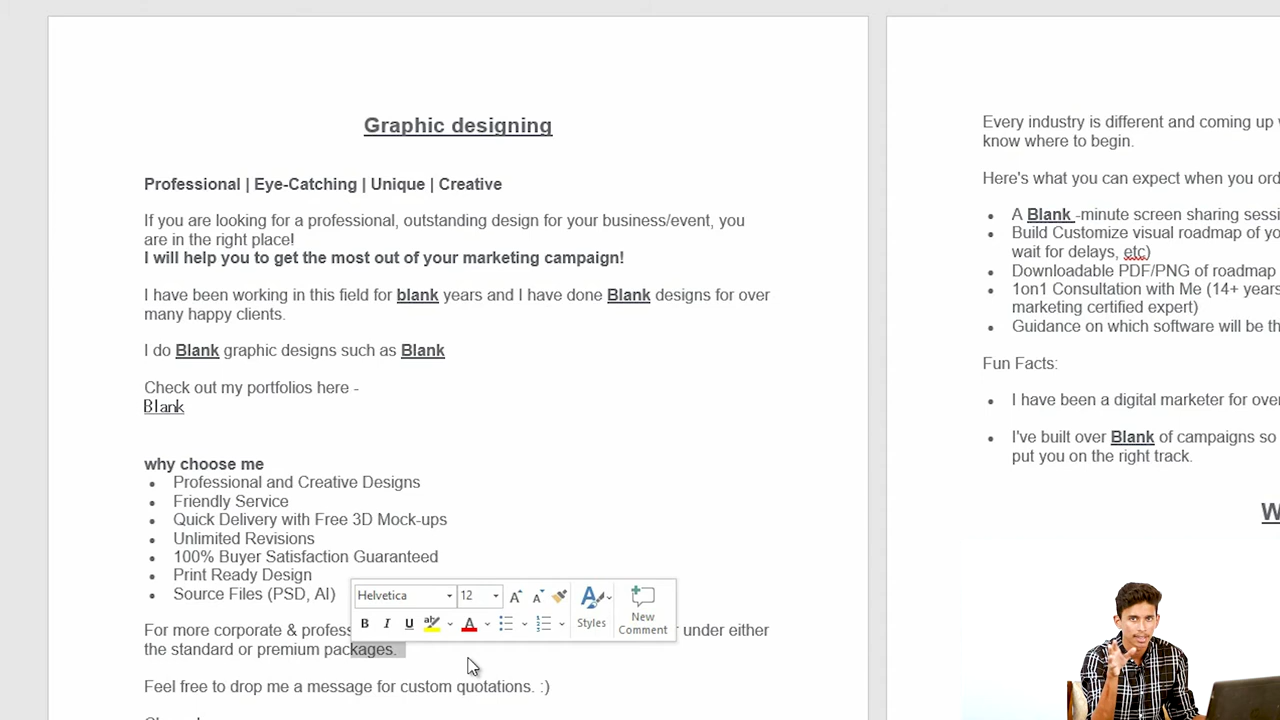 Graphic designing
Professional | Eye-Catching | Unique | Creative
If you are looking for a professional, outstanding design for your business/event, you
are in the right place!
I will help you to get the most out of your marketing campaign!
I have been working in this field for blank years and I have done Blank designs for over
many happy clients.
I do Blank graphic designs such as Blank
Check out my portfolios here -
Blank
why choose me
Professional and Creative Designs
Friendly Service
Quick Delivery with Free 3D Mock-ups
Unlimited Revisions
100% Buyer Satisfaction Guaranteed
Print Ready Design
Source Files (PSD, AI)
For more corporate & profess
under either
the standard or premium packages.
Feel free to drop me a message for custom quotations. :)
Helvetica
12
B I U
Styles
New
Comment
Every industry is different and coming up
know where to begin.
Here's what you can expect when you ord
A Blank -minute screen sharing sessi
Build Customize visual roadmap of yo
wait for delays, etc)
Downloadable PDF/PNG of roadmap
1on1 Consultation with Me (14+ years
marketing certified expert)
Guidance on which software will be th
Fun Facts:
I have been a digital marketer for over
I've built over Blank of campaigns so
put you on the right track.
W